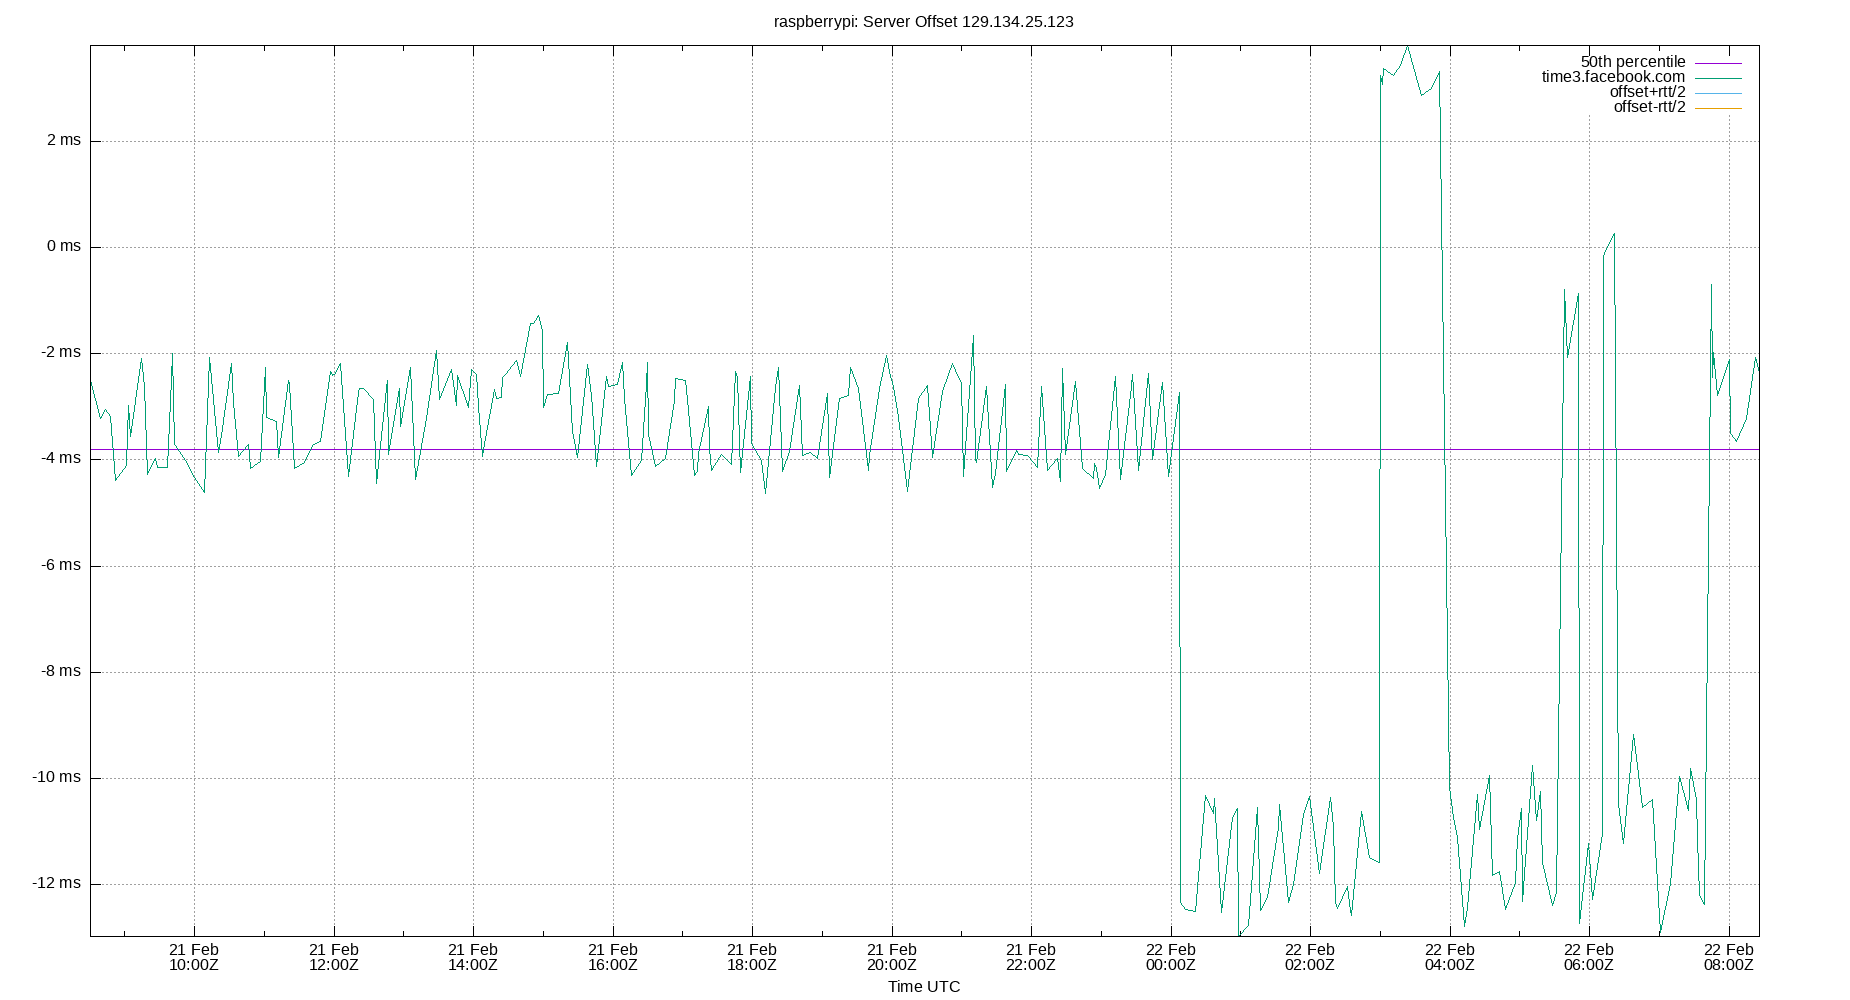 raspberrypi: Server Offset 129.134.25.123
50th percentile
time3.facebook.com
offset+rtt/2
offset-rtt/2
2 ms
0 ms
-2 ms
-4 ms
-6 ms
-8 ms
-10 ms
-12 ms
21 Feb 21 Feb 21 Feb 21 Feb 21 Feb 21 Feb 21 Feb 22 Feb 22 Feb 22 Feb 22 Feb 22 Feb
10:00Z 12:00Z 14:00Z 16:00Z 18:00Z 20:00Z 22:00Z 00:00Z 02:00Z 04:00Z 06:00Z 08:00Z
Time UTC